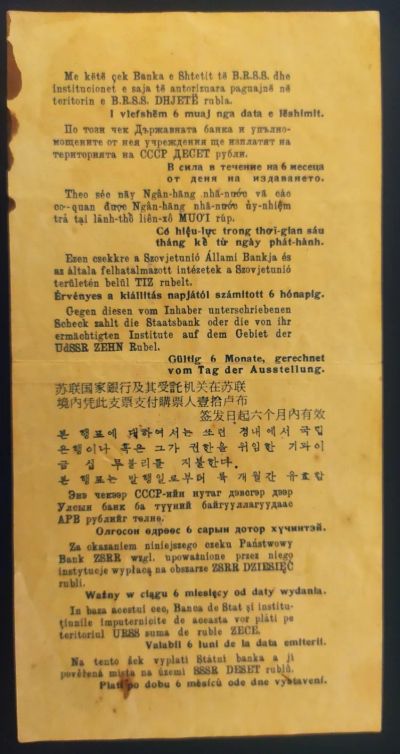 Me këtë çek Banka e Shtetit të B.R.S.S. dhe
institucionet e saja të autorizuara paguajnë në
teritorin e B.R.S.S. DHJETË rubla.
I vlefshëm 6 muaj nga data e lëshimit.
По този чек Държавната банка и упълно-
мощените от нея учреждения ще изплатят на
територията на СССР ДЕСЕТ рубли.
В сила в течение на 6 месеца
от деня на издаването.
Theo séc này Ngân-hàng nhà-nước và các
cơ-quan được Ngân-hàng nhà-nước ủy-nhiệm
trả tại lãnh-thổ liên-xô MƯỜI rúp.
Có hiệu-lực trong thời-gian sáu
tháng kể từ ngày phát-hành.
Ezen csekkre a Szovjetunió Állami Bankja és
az általa felhatalmazott intézetek a Szovjetunió
területén belül TIZ rubelt.
Érvényes a kiállitás napjától számitott 6 hónapig.
Gegen diesen vom Inhaber unterschriebenen
Scheck zahlt die Staatsbank oder die von ihr
ermächtigten Institute auf dem Gebiet der
UdSSR ZEHN Rubel.
Gültig 6 Monate, gerechnet
vom Tag der Ausstellung.
苏联国家銀行及其受託机关在苏联
境內凭此支票支付購票人壹拾卢布
签发日起六个月內有效
본 행표에 대하여서는 쏘련 경내에서 국립
은행이나 혹은 그가 권한을 위임한 기관이
금 십 루블리를 지불한다.
본 행표는 발행일로부터 륙 개월간 유효함
Энэ чекээр СССР-ийн нутаг дэвсгэр дээр
Улсын банк ба түүний байгууллагуудаас
АРВ рублийг төлнө.
Олгосон өдрөөс 6 сарын дотор хүчинтэй.
Za okazaniem niniejszego czeku Państwowy
Bank ZSRR wzgl. upoważnione przez niego
instytucje wypłacą na obszarze ZSRR DZIESIĘĆ
rubli.
Ważny w ciągu 6 miesięcy od daty wydania.
In baza acestui cec, Banca de Stat şi institu-
ţiunile imputernicite de aceasta vor plăti pe
teritoriul URSS suma de ruble ZECE.
Valabil 6 luni de la data emiterii.
Na tento šek vyplatí Státní banka a jí
pověřená místa na území SSSR DESET rublů.
Platí po dobu 6 měsíců ode dne vystavení.